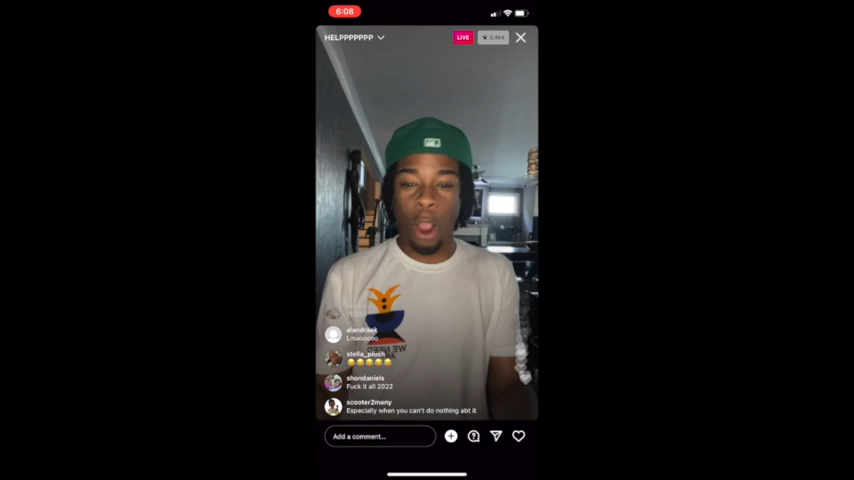 6:08
HELPPPPPPP
LIVE
alandrask
Lmaooooo
stella_plush
😂😂😂😂😂
shondaniels
Fuck it all 2022
scooter2many
Especially when you can't do nothing abt it
Add a comment...